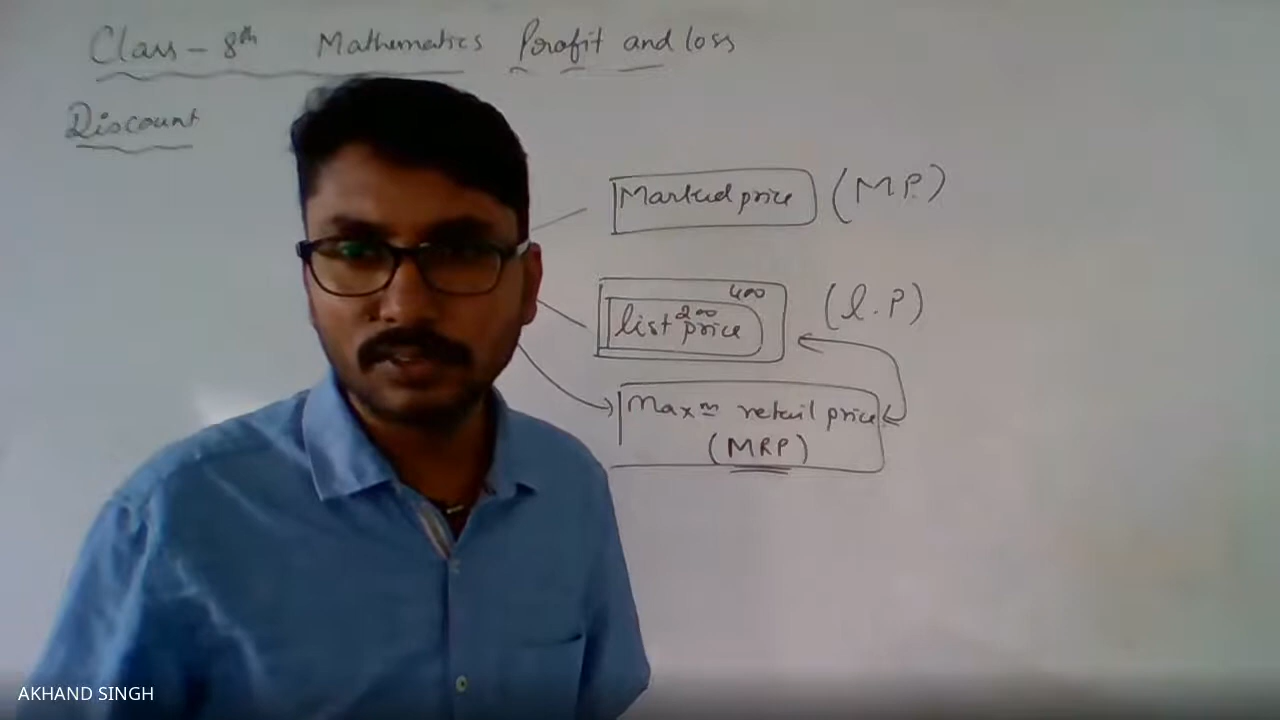 Class - 8th Mathematics Profit and loss
Discount
Marked price (M.P.)
400
list price (l.P)
200
Maxm retail price
(MRP)
AKHAND SINGH